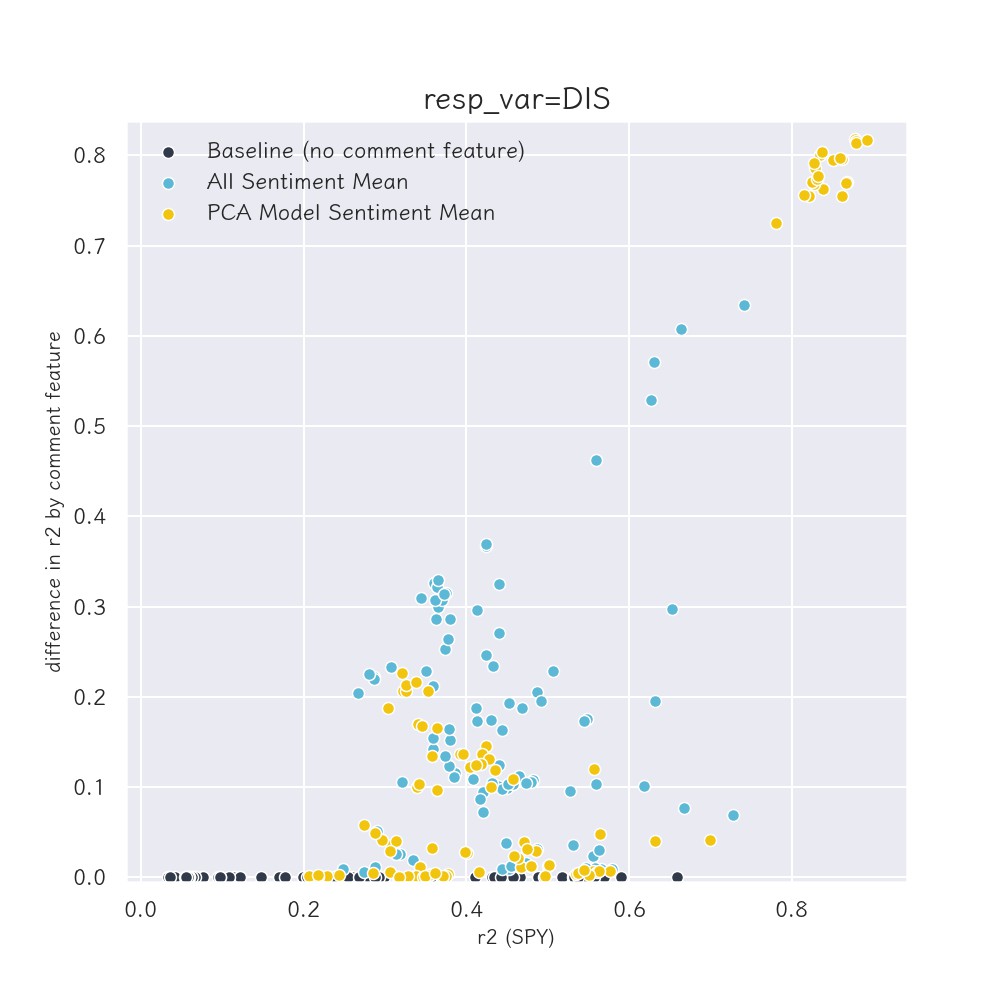 resp_var=DIS
Baseline (no comment feature)
All Sentiment Mean
PCA Model Sentiment Mean
difference in r2 by comment feature
0.8
0.7
0.6
0.5
0.4
0.3
0.2
0.1
0.0
0.0 0.2 0.4 0.6 0.8
r2 (SPY)